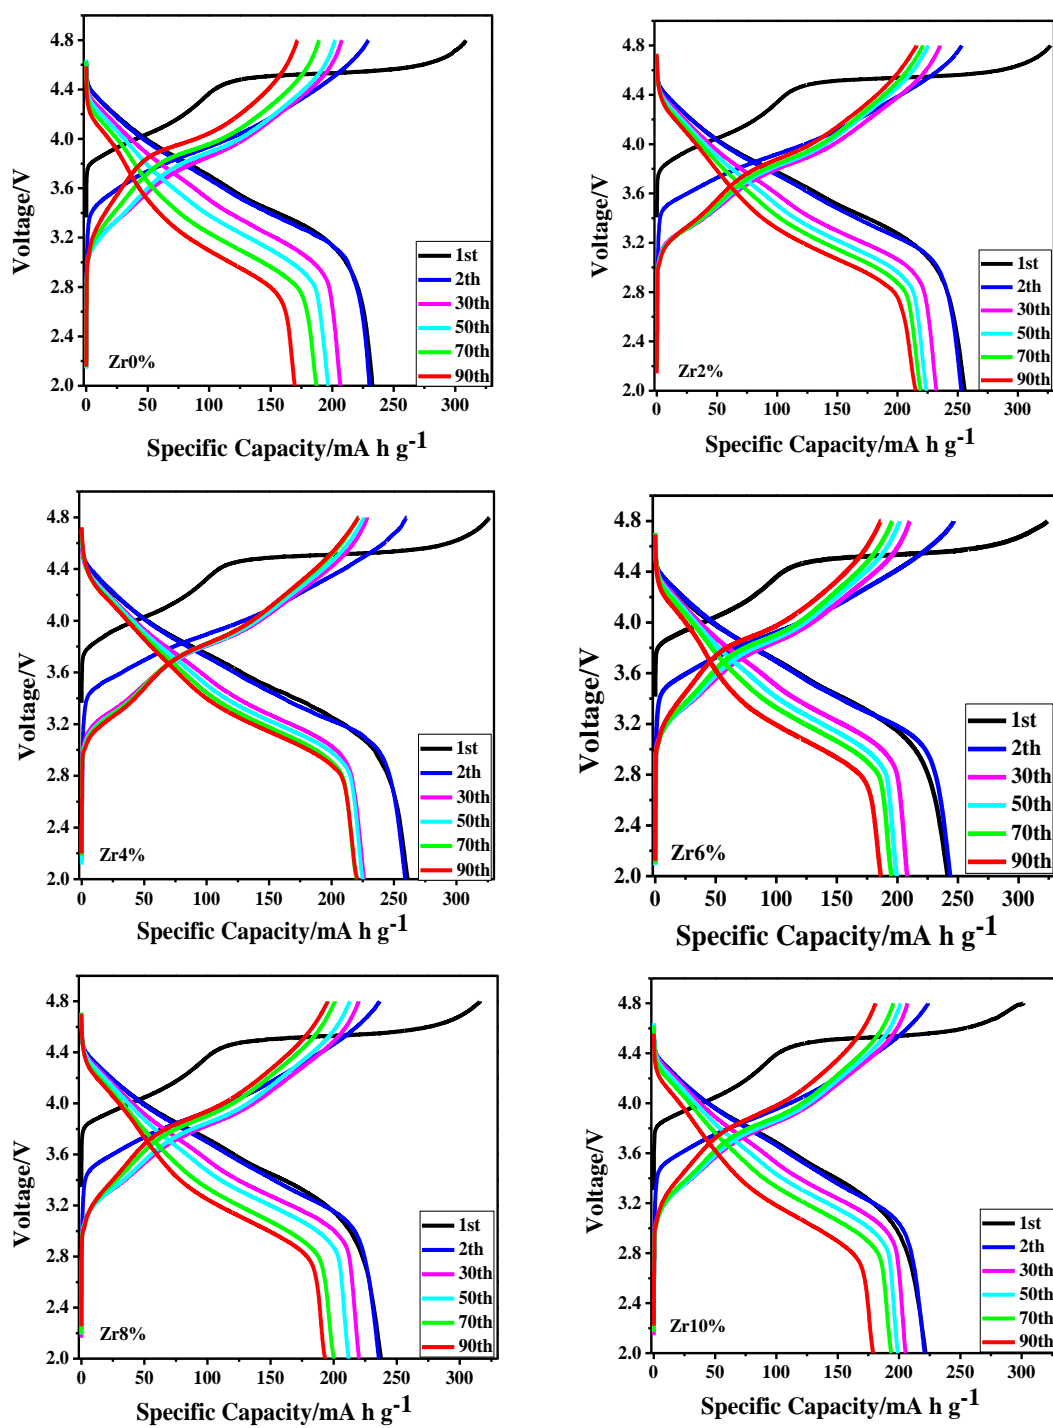 4.8
4.4
4.0
3.6
3.2
2.8
2.4
2.0
Voltage/V
1st
2th
30th
50th
70th
90th
Zr0%
0 50 100 150 200 250 300
Specific Capacity/mA h g-1
4.8
4.4
4.0
3.6
3.2
2.8
2.4
2.0
Voltage/V
1st
2th
30th
50th
70th
90th
Zr2%
0 50 100 150 200 250 300
Specific Capacity/mA h g-1
4.8
4.4
4.0
3.6
3.2
2.8
2.4
2.0
Voltage/V
1st
2th
30th
50th
70th
90th
Zr4%
0 50 100 150 200 250 300
Specific Capacity/mA h g-1
4.8
4.4
4.0
3.6
3.2
2.8
2.4
2.0
Voltage/V
1st
2th
30th
50th
70th
90th
Zr6%
0 50 100 150 200 250 300
Specific Capacity/mA h g-1
4.8
4.4
4.0
3.6
3.2
2.8
2.4
2.0
Voltage/V
1st
2th
30th
50th
70th
90th
Zr8%
0 50 100 150 200 250 300
Specific Capacity/mA h g-1
4.8
4.4
4.0
3.6
3.2
2.8
2.4
2.0
Voltage/V
1st
2th
30th
50th
70th
90th
Zr10%
0 50 100 150 200 250 300
Specific Capacity/mA h g-1